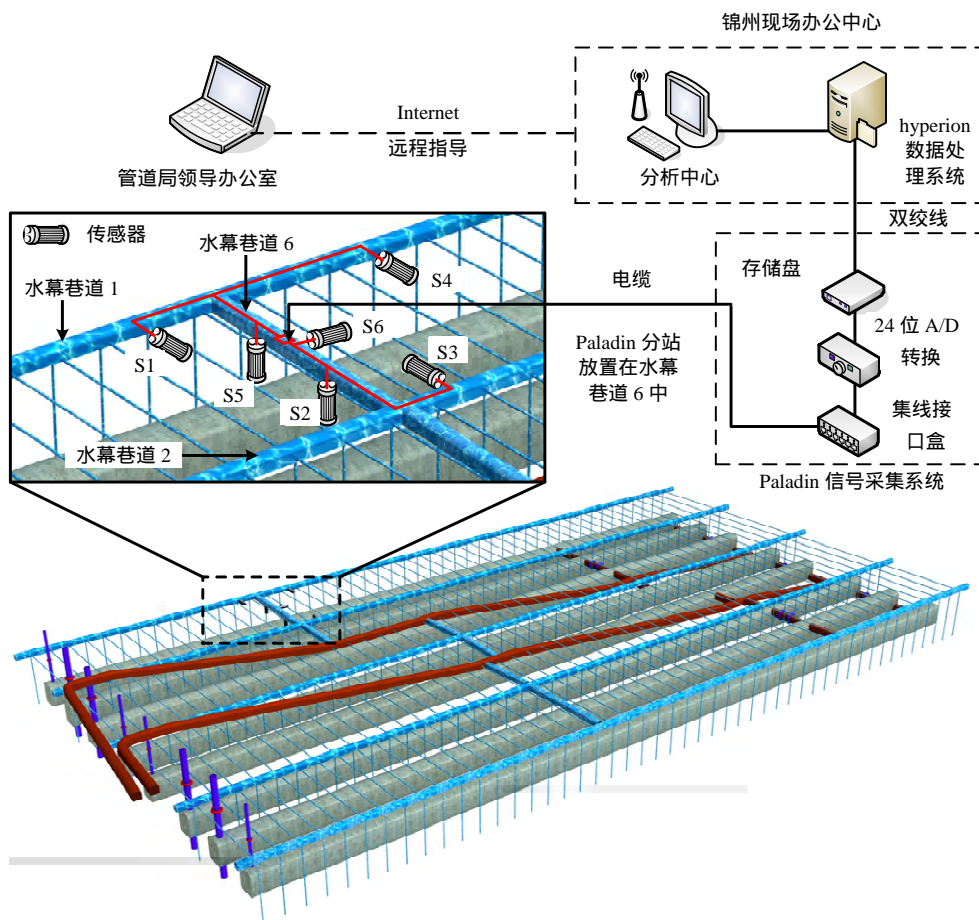 锦州现场办公中心
Internet
远程指导
管道局领导办公室
分析中心
hyperion
数据处
理系统
双绞线
传感器
水幕巷道 6
水幕巷道 1
S4
S1
S5
S6
S3
S2
水幕巷道 2
电缆
Paladin 分站
放置在水幕
巷道 6 中
存储盘
24 位 A/D
转换
集线接
口盒
Paladin 信号采集系统